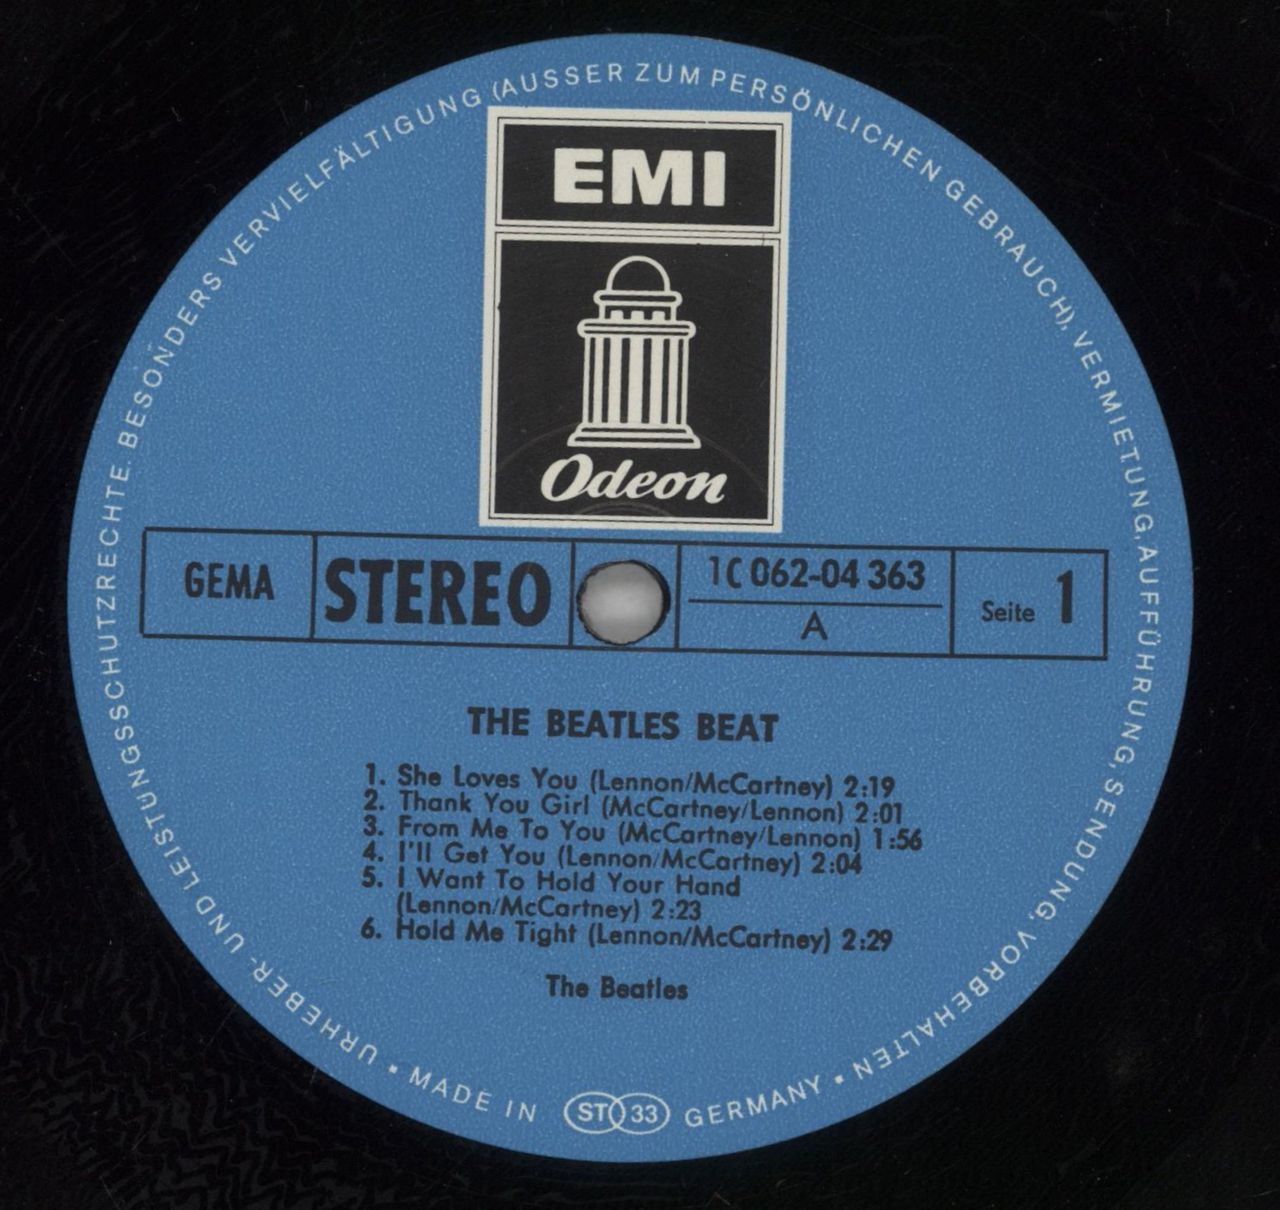 URHEBER- UND LEISTUNGSSCHUTZRECHTE. BESONDERS VERVIELFÄLTIGUNG (AUSSER ZUM PERSÖNLICHEN GEBRAUCH), VERMIETUNG, AUFFÜHRUNG, SENDUNG, VORBEHALTEN ▪
EMI
Odeon
GEMA
STEREO
1C 062-04 363
A
Seite 1
THE BEATLES BEAT
1. She Loves You (Lennon/McCartney) 2:19
2. Thank You Girl (McCartney/Lennon) 2:01
3. From Me To You (McCartney/Lennon) 1:56
4. I'll Get You (Lennon/McCartney) 2:04
5. I Want To Hold Your Hand
(Lennon/McCartney) 2:23
6. Hold Me Tight (Lennon/McCartney) 2:29
The Beatles
▪ MADE IN ST 33 GERMANY